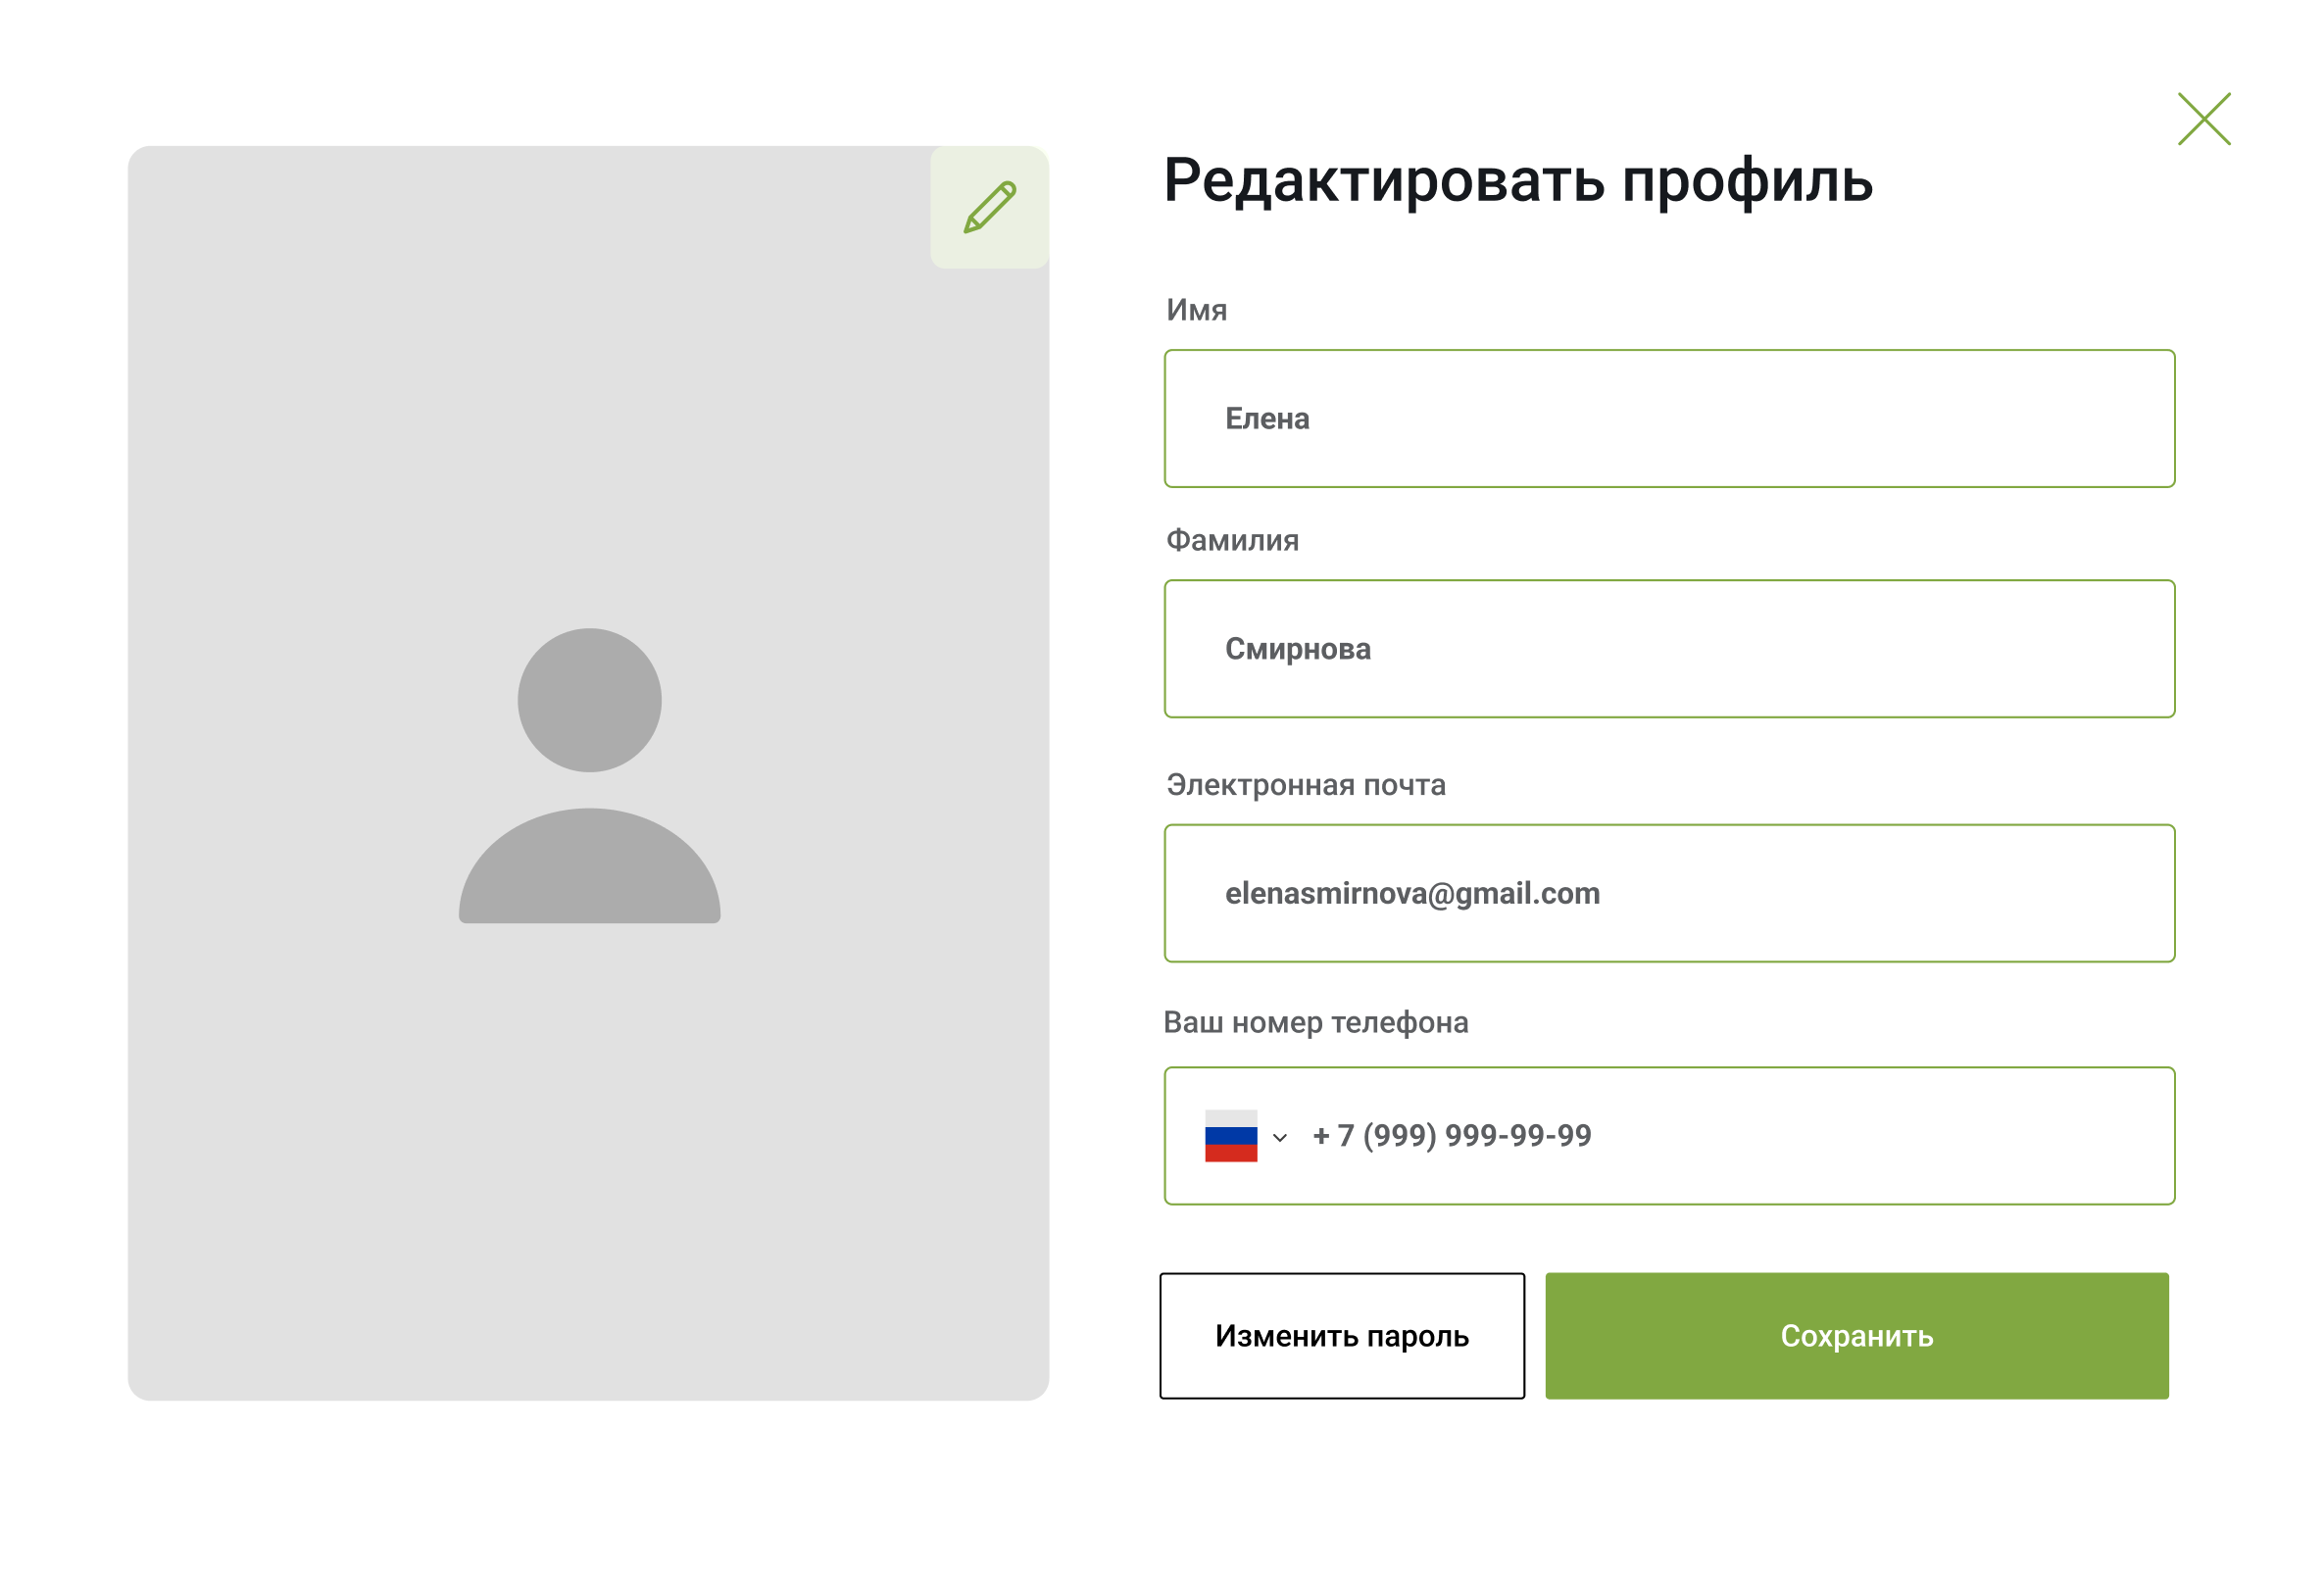 Редактировать профиль
Имя
Елена
Фамилия
Смирнова
Электронная почта
elenasmirnova@gmail.com
Ваш номер телефона
+ 7 (999) 999-99-99
Изменить пароль
Сохранить